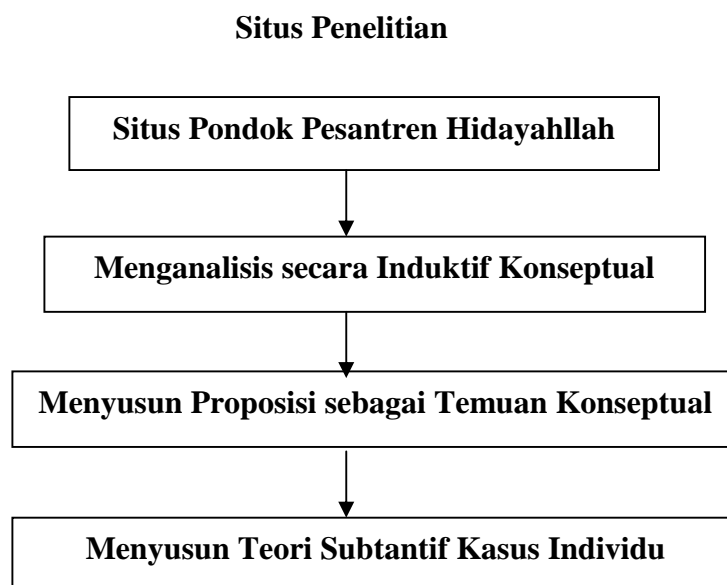 Situs Penelitian
Situs Pondok Pesantren Hidayahllah
Menganalisis secara Induktif Konseptual
Menyusun Proposisi sebagai Temuan Konseptual
Menyusun Teori Subtantif Kasus Individu